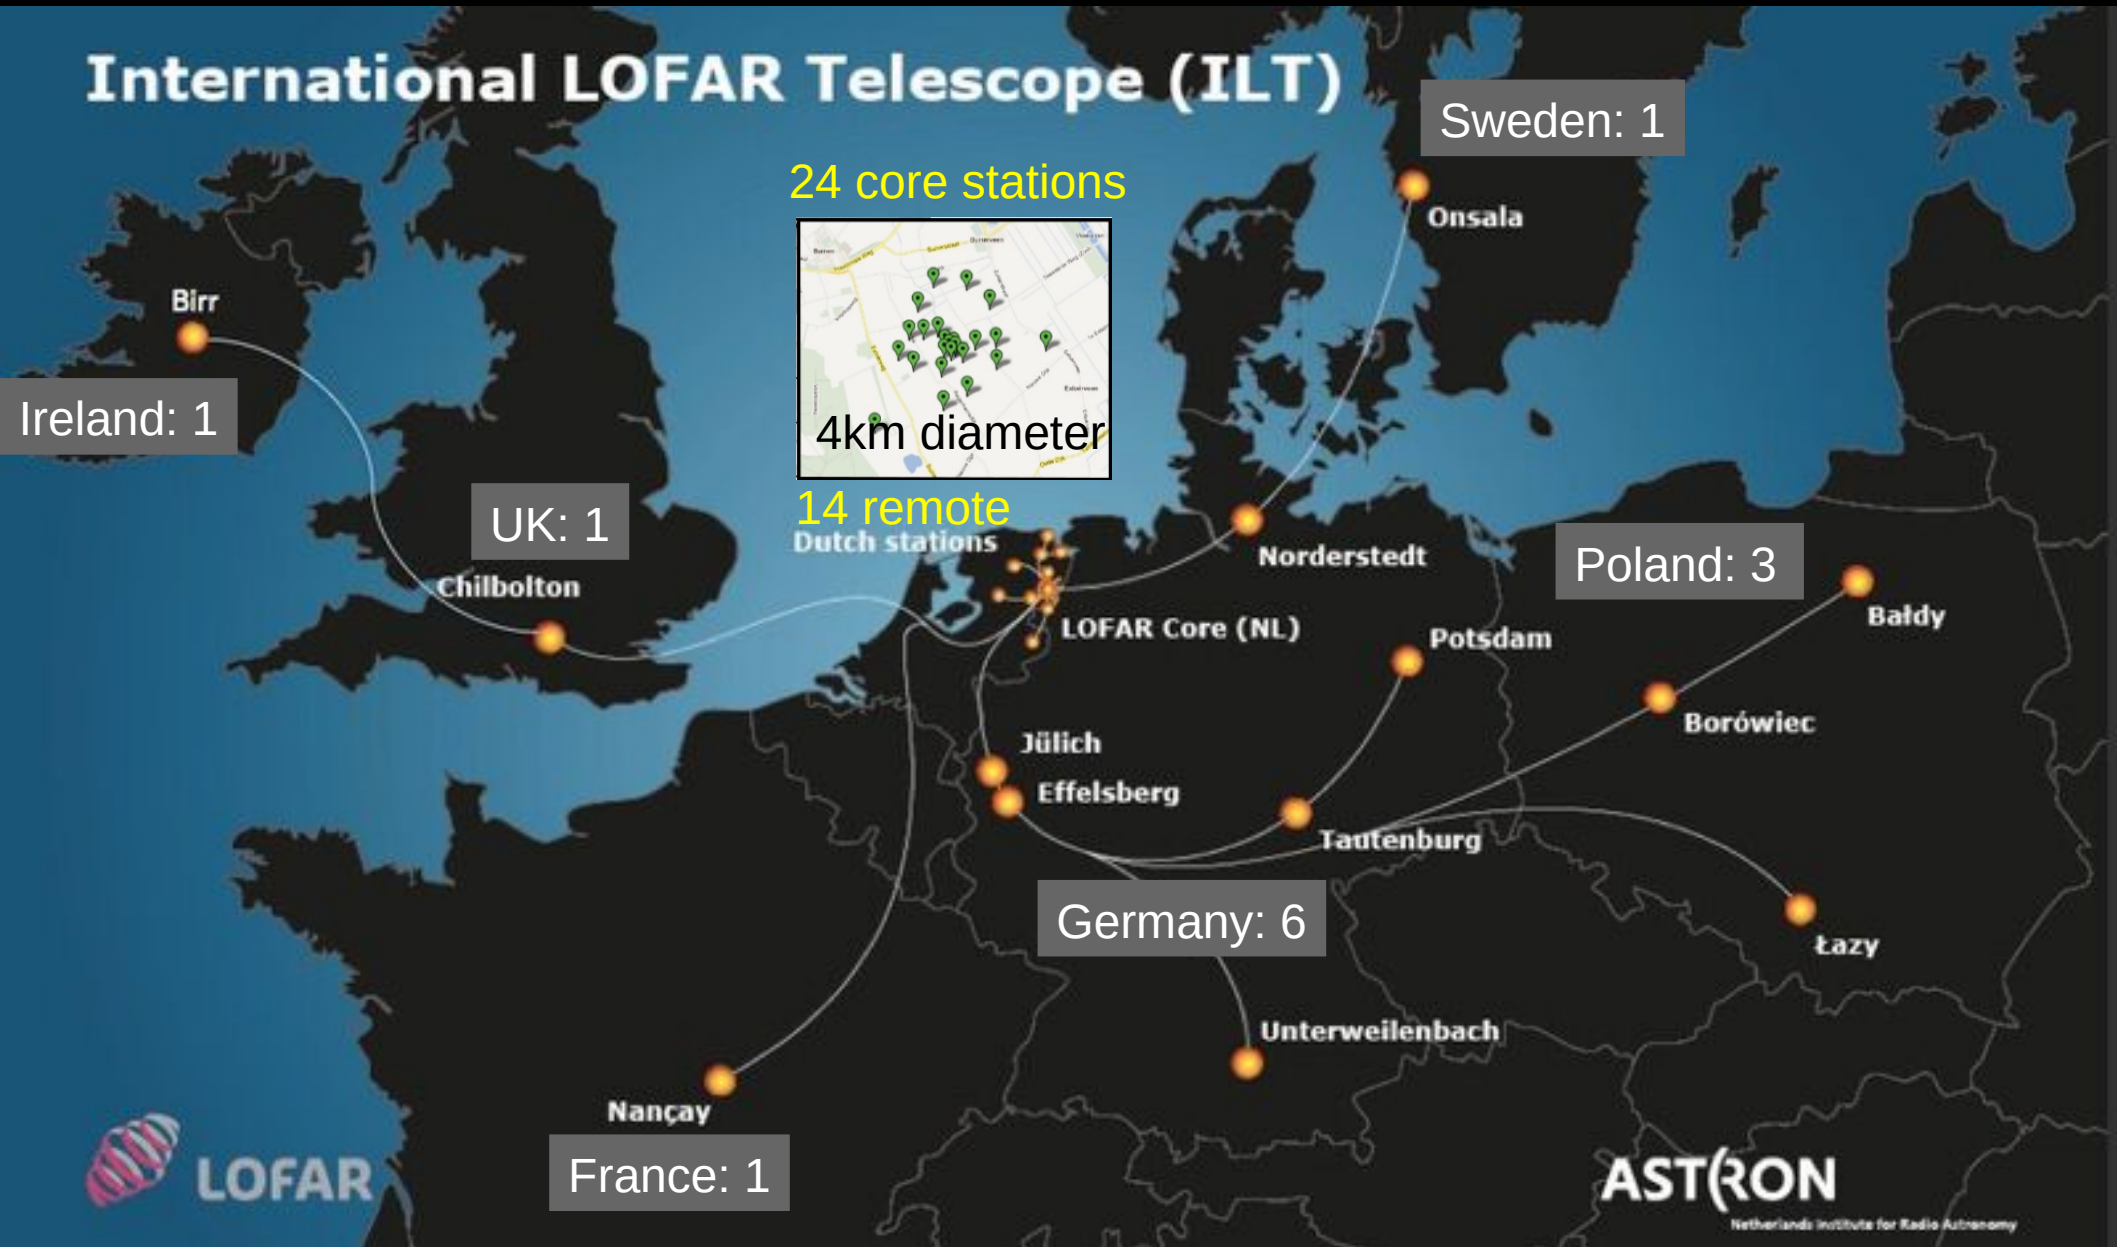 International LOFAR Telescope (ILT)
Sweden: 1
24 core stations
Onsala
Birr
Ireland: 1
4km diameter
UK: 1
14 remote
Dutch stations
Norderstedt
Poland: 3
Chilbolton
Bałdy
LOFAR Core (NL)
Potsdam
Borówiec
Jülich
Effelsberg
Tautenburg
Germany: 6
Łazy
Unterweilenbach
Nançay
France: 1
LOFAR
ASTRON
Netherlands Institute for Radio Astronomy